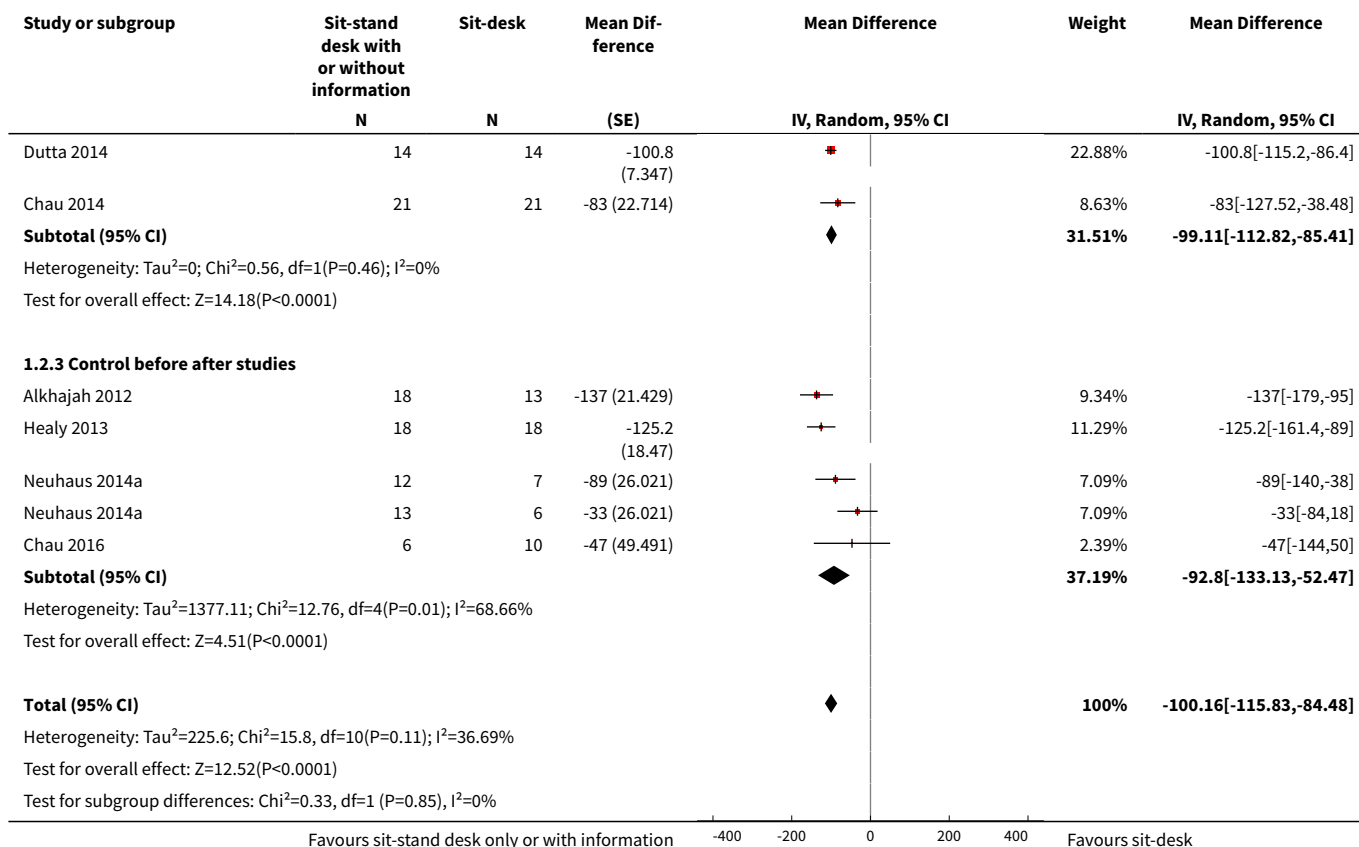 Study or subgroup Sit-stand desk with or without information Sit-desk Mean Dif-ference Mean Difference Weight Mean Difference
N N (SE) IV, Random, 95% CI IV, Random, 95% CI
Dutta 2014 14 14 -100.8 (7.347) 22.88% -100.8[-115.2,-86.4]
Chau 2014 21 21 -83 (22.714) 8.63% -83[-127.52,-38.48]
Subtotal (95% CI) 31.51% -99.11[-112.82,-85.41]
Heterogeneity: Tau²=0; Chi²=0.56, df=1(P=0.46); I²=0%
Test for overall effect: Z=14.18(P<0.0001)
1.2.3 Control before after studies
Alkhajah 2012 18 13 -137 (21.429) 9.34% -137[-179,-95]
Healy 2013 18 18 -125.2 (18.47) 11.29% -125.2[-161.4,-89]
Neuhaus 2014a 12 7 -89 (26.021) 7.09% -89[-140,-38]
Neuhaus 2014a 13 6 -33 (26.021) 7.09% -33[-84,18]
Chau 2016 6 10 -47 (49.491) 2.39% -47[-144,50]
Subtotal (95% CI) 37.19% -92.8[-133.13,-52.47]
Heterogeneity: Tau²=1377.11; Chi²=12.76, df=4(P=0.01); I²=68.66%
Test for overall effect: Z=4.51(P<0.0001)
Total (95% CI) 100% -100.16[-115.83,-84.48]
Heterogeneity: Tau²=225.6; Chi²=15.8, df=10(P=0.11); I²=36.69%
Test for overall effect: Z=12.52(P<0.0001)
Test for subgroup differences: Chi²=0.33, df=1 (P=0.85), I²=0%
Favours sit-stand desk only or with information -400 -200 0 200 400 Favours sit-desk